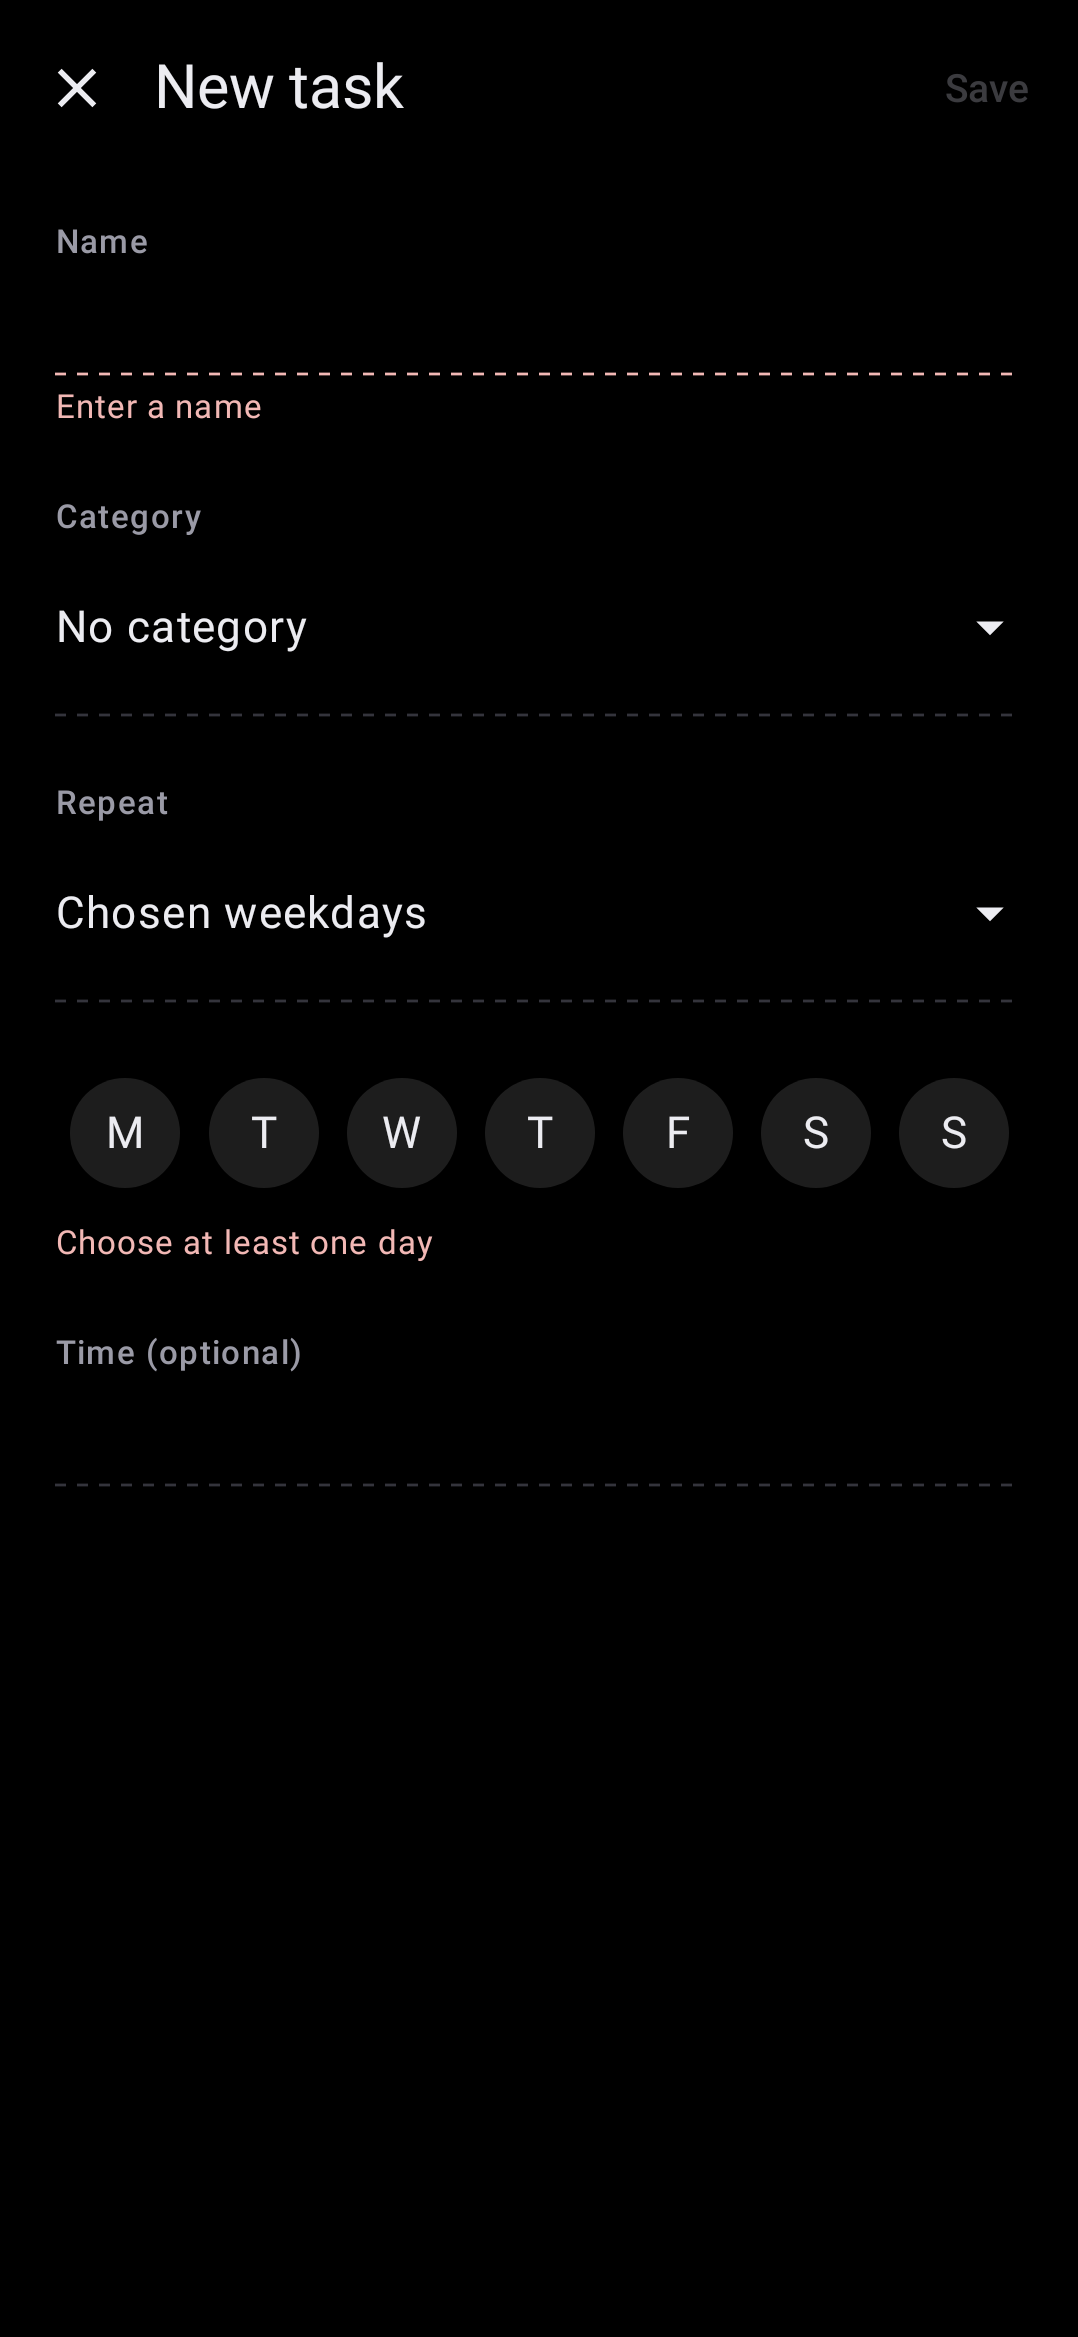 New task
Save
Name
Enter a name
Category
No category
Repeat
Chosen weekdays
M T W T F S S
Choose at least one day
Time (optional)